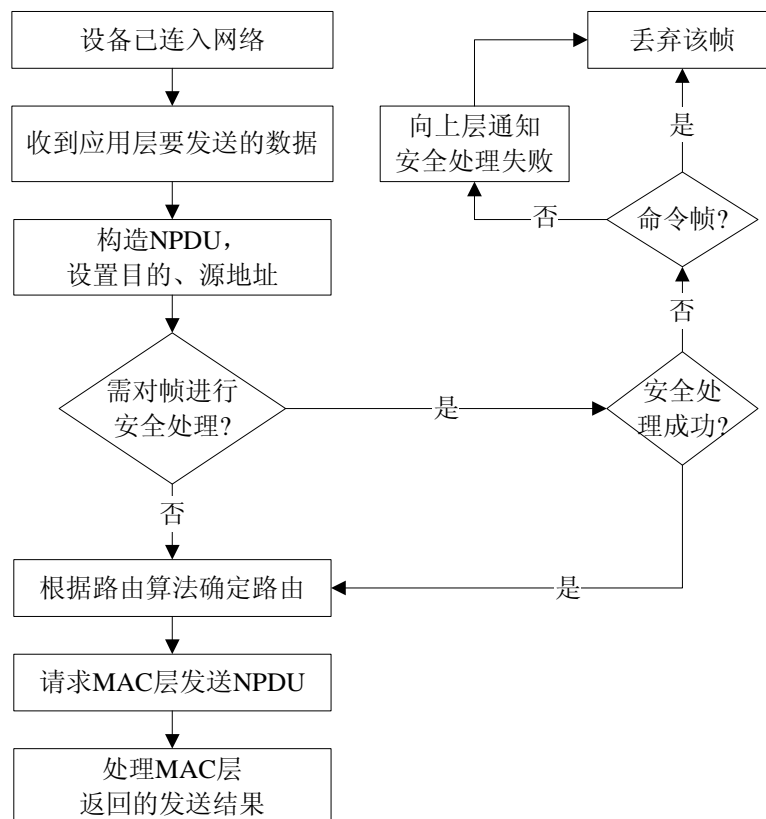 设备已连入网络
丢弃该帧
收到应用层要发送的数据
向上层通知
安全处理失败
是
否
命令帧?
构造NPDU，
设置目的、源地址
否
需对帧进行
安全处理?
是
安全处
理成功?
否
根据路由算法确定路由
是
请求MAC层发送NPDU
处理MAC层
返回的发送结果